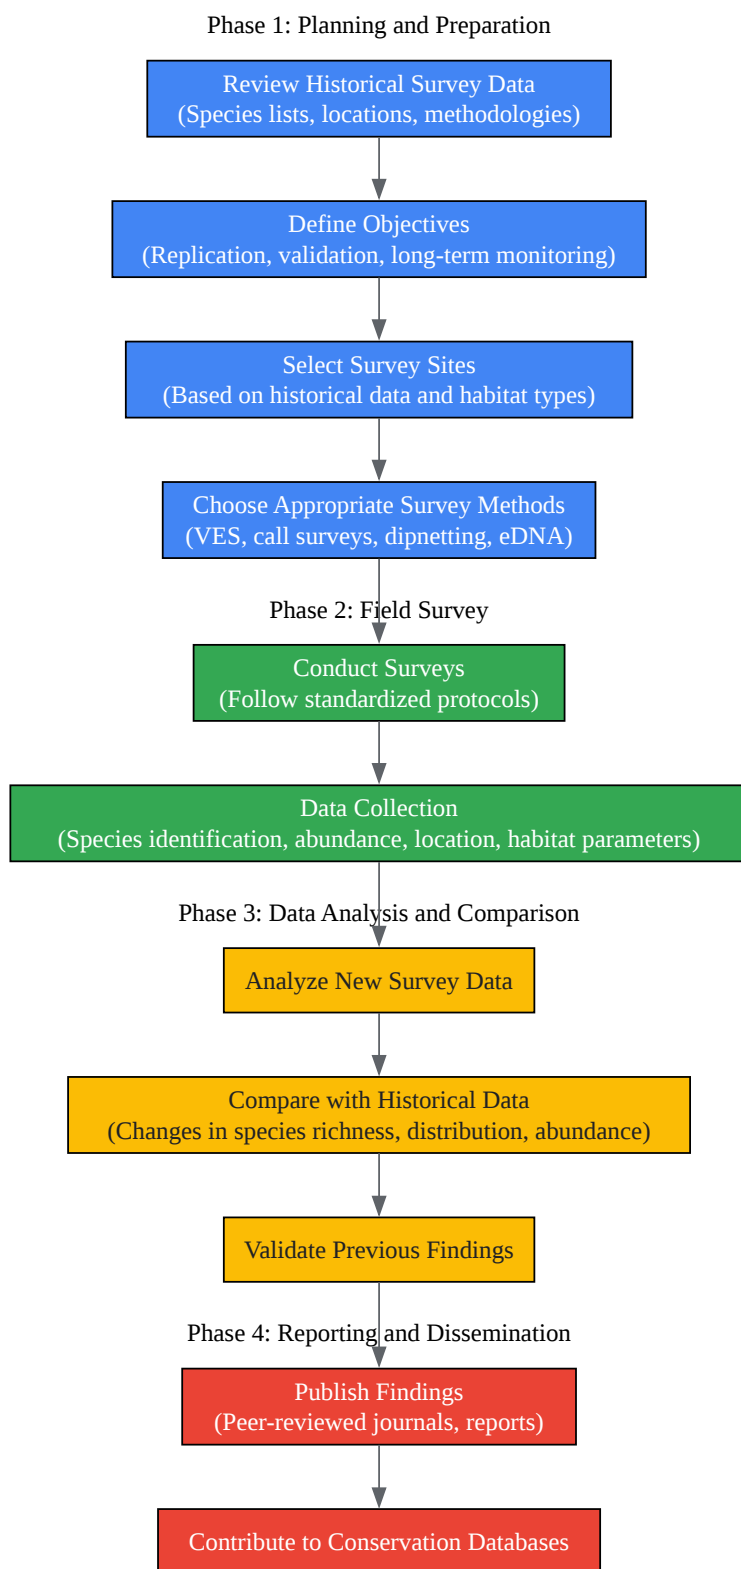 Phase 1: Planning and Preparation
Review Historical Survey Data
(Species lists, locations, methodologies)
Define Objectives
(Replication, validation, long-term monitoring)
Select Survey Sites
(Based on historical data and habitat types)
Choose Appropriate Survey Methods
(VES, call surveys, dipnetting, eDNA)
Phase 2: Field Survey
Conduct Surveys
(Follow standardized protocols)
Data Collection
(Species identification, abundance, location, habitat parameters)
Phase 3: Data Analysis and Comparison
Analyze New Survey Data
Compare with Historical Data
(Changes in species richness, distribution, abundance)
Validate Previous Findings
Phase 4: Reporting and Dissemination
Publish Findings
(Peer-reviewed journals, reports)
Contribute to Conservation Databases